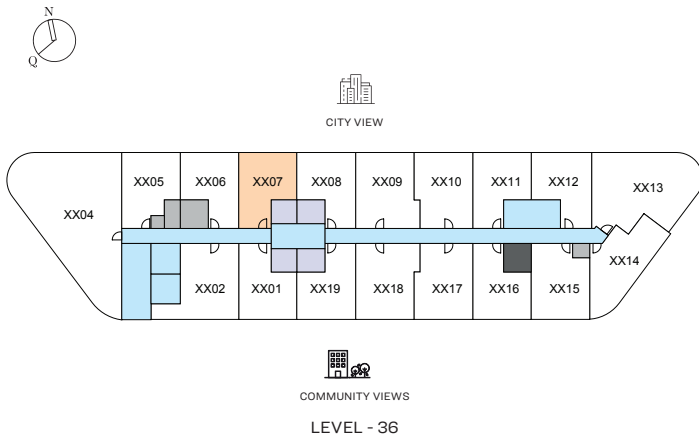 N
Q
CITY VIEW
XX05
XX06
XX07
XX08
XX09
XX10
XX11
XX12
XX13
XX04
XX14
XX02
XX01
XX19
XX18
XX17
XX16
XX15
COMMUNITY VIEWS
LEVEL - 36